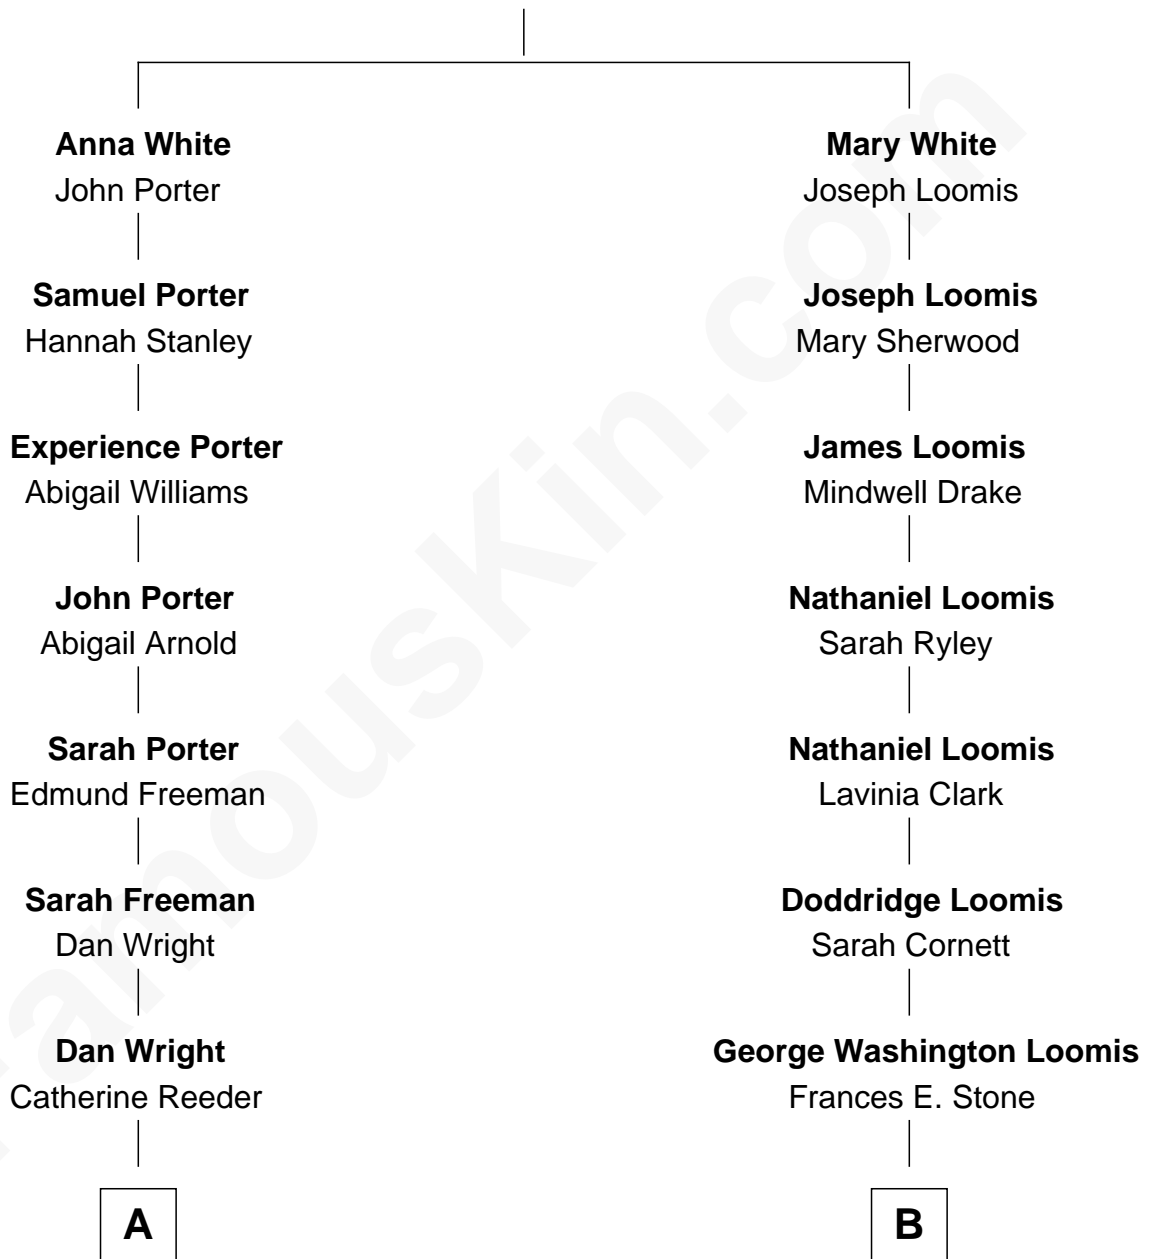 Anna White
John Porter
Samuel Porter
Hannah Stanley
Experience Porter
Abigail Williams
John Porter
Abigail Arnold
Sarah Porter
Edmund Freeman
Sarah Freeman
Dan Wright
Dan Wright
Catherine Reeder
A
Mary White
Joseph Loomis
Joseph Loomis
Mary Sherwood
James Loomis
Mindwell Drake
Nathaniel Loomis
Sarah Ryley
Nathaniel Loomis
Lavinia Clark
Doddridge Loomis
Sarah Cornett
George Washington Loomis
Frances E. Stone
B
FamousKin.com